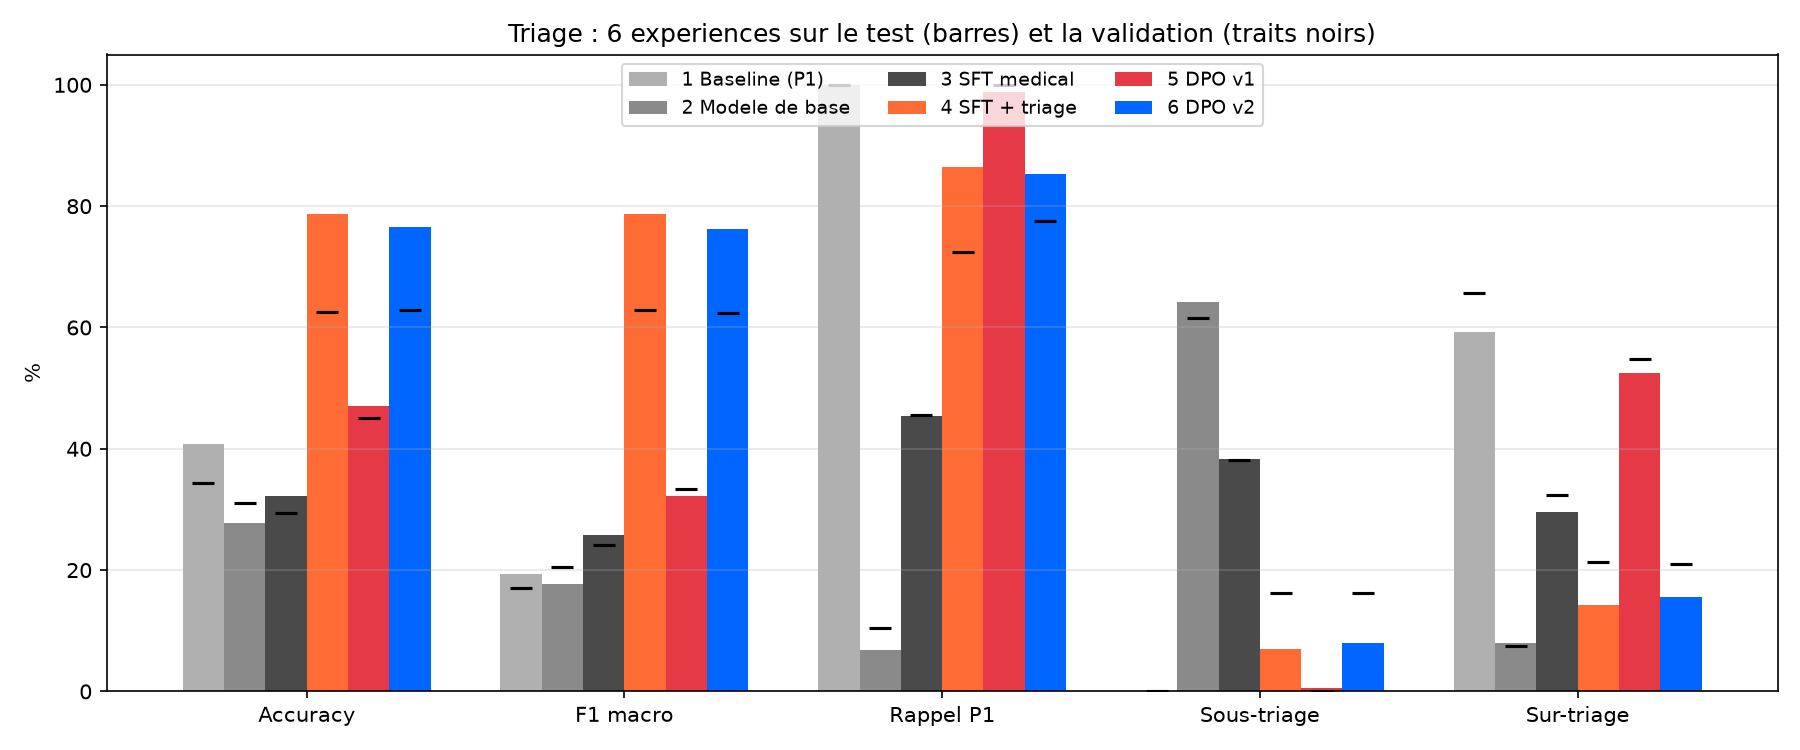 Triage : 6 experiences sur le test (barres) et la validation (traits noirs)
1 Baseline (P1)
2 Modele de base
3 SFT medical
4 SFT + triage
5 DPO v1
6 DPO v2
100
80
60
40
20
0
%
Accuracy
F1 macro
Rappel P1
Sous-triage
Sur-triage